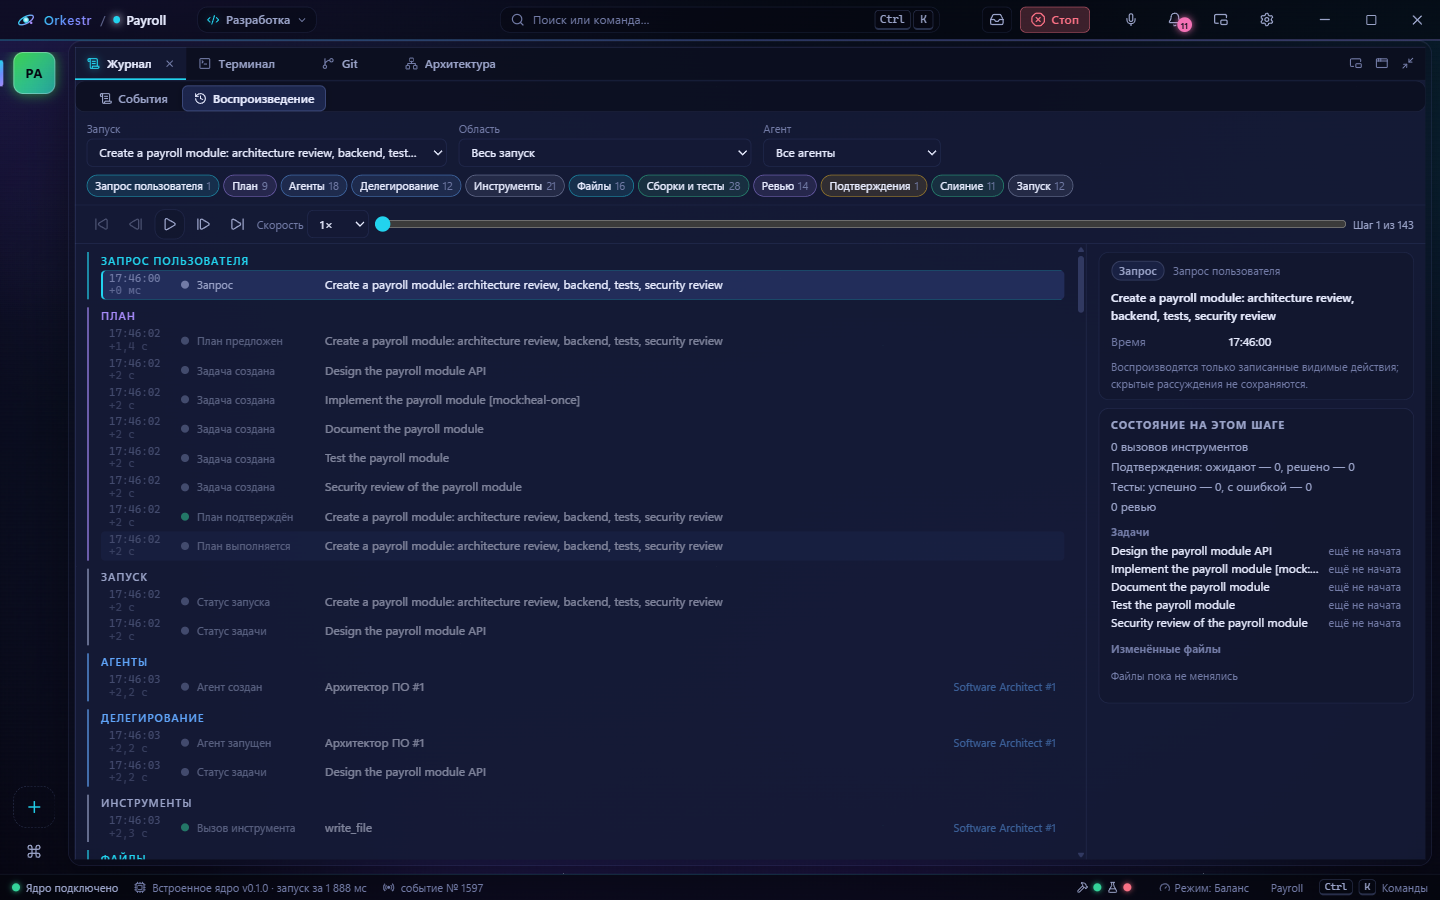 Orkestr / Payroll
Разработка
Поиск или команда...
Ctrl K
Стоп
11
PA
Журнал
Терминал
Git
Архитектура
События
Воспроизведение
Запуск
Область
Агент
Create a payroll module: architecture review, backend, test...
Весь запуск
Все агенты
Запрос пользователя 1
План 9
Агенты 18
Делегирование 12
Инструменты 21
Файлы 16
Сборки и тесты 28
Ревью 14
Подтверждения 1
Слияние 11
Запуск 12
Скорость
1×
Шаг 1 из 143
ЗАПРОС ПОЛЬЗОВАТЕЛЯ
17:46:00
+0 мс
Запрос
Create a payroll module: architecture review, backend, tests, security review
ПЛАН
17:46:02
+1,4 с
План предложен
Create a payroll module: architecture review, backend, tests, security review
17:46:02
+2 с
Задача создана
Design the payroll module API
17:46:02
+2 с
Задача создана
Implement the payroll module [mock:heal-once]
17:46:02
+2 с
Задача создана
Document the payroll module
17:46:02
+2 с
Задача создана
Test the payroll module
17:46:02
+2 с
Задача создана
Security review of the payroll module
17:46:02
+2 с
План подтверждён
Create a payroll module: architecture review, backend, tests, security review
17:46:02
+2 с
План выполняется
Create a payroll module: architecture review, backend, tests, security review
ЗАПУСК
17:46:02
+2 с
Статус запуска
Create a payroll module: architecture review, backend, tests, security review
17:46:02
+2 с
Статус задачи
Design the payroll module API
АГЕНТЫ
17:46:03
+2,2 с
Агент создан
Архитектор ПО #1
Software Architect #1
ДЕЛЕГИРОВАНИЕ
17:46:03
+2,2 с
Агент запущен
Архитектор ПО #1
Software Architect #1
17:46:03
+2,2 с
Статус задачи
Design the payroll module API
ИНСТРУМЕНТЫ
17:46:03
+2,3 с
Вызов инструмента
write_file
Software Architect #1
ФАЙЛЫ
Запрос
Запрос пользователя
Create a payroll module: architecture review,
backend, tests, security review
Время
17:46:00
Воспроизводятся только записанные видимые действия;
скрытые рассуждения не сохраняются.
СОСТОЯНИЕ НА ЭТОМ ШАГЕ
0 вызовов инструментов
Подтверждения: ожидают — 0, решено — 0
Тесты: успешно — 0, с ошибкой — 0
0 ревью
Задачи
Design the payroll module API ещё не начата
Implement the payroll module [mock:... ещё не начата
Document the payroll module ещё не начата
Test the payroll module ещё не начата
Security review of the payroll module ещё не начата
Изменённые файлы
Файлы пока не менялись
Ядро подключено
Встроенное ядро v0.1.0 · запуск за 1 888 мс
событие № 1597
Режим: Баланс
Payroll
Ctrl K Команды